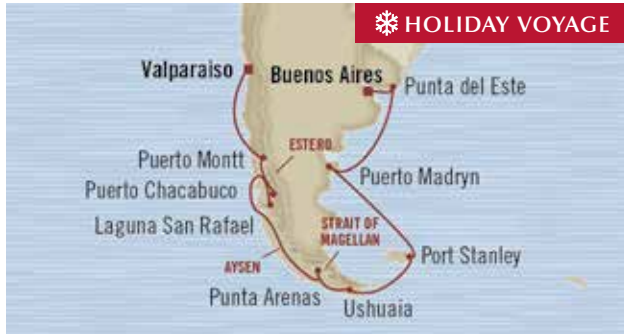 HOLIDAY VOYAGE
Valparaiso
Buenos Aires
Punta del Este
ESTERO
Puerto Montt
Puerto Madryn
Puerto Chacabuco
Laguna San Rafael
STRAIT OF
MAGELLAN
AYSEN
Port Stanley
Punta Arenas
Ushuaia